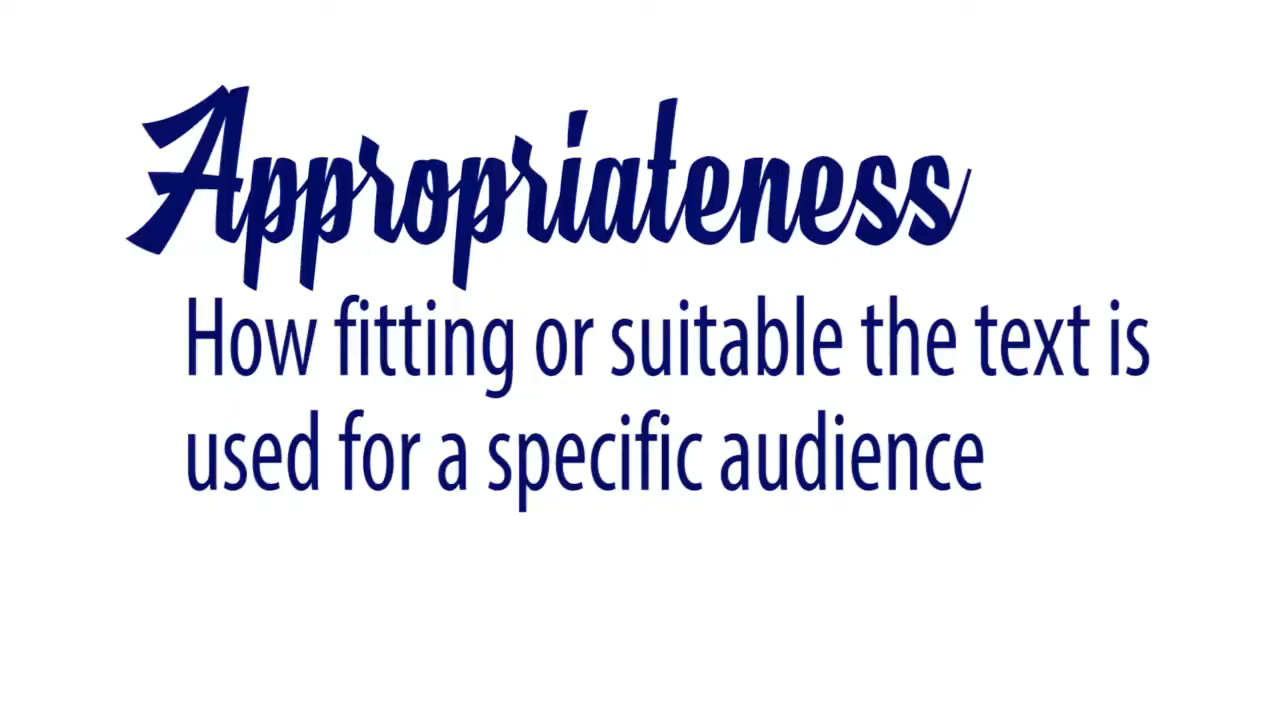 Appropriateness
How fitting or suitable the text is
used for a specific audience